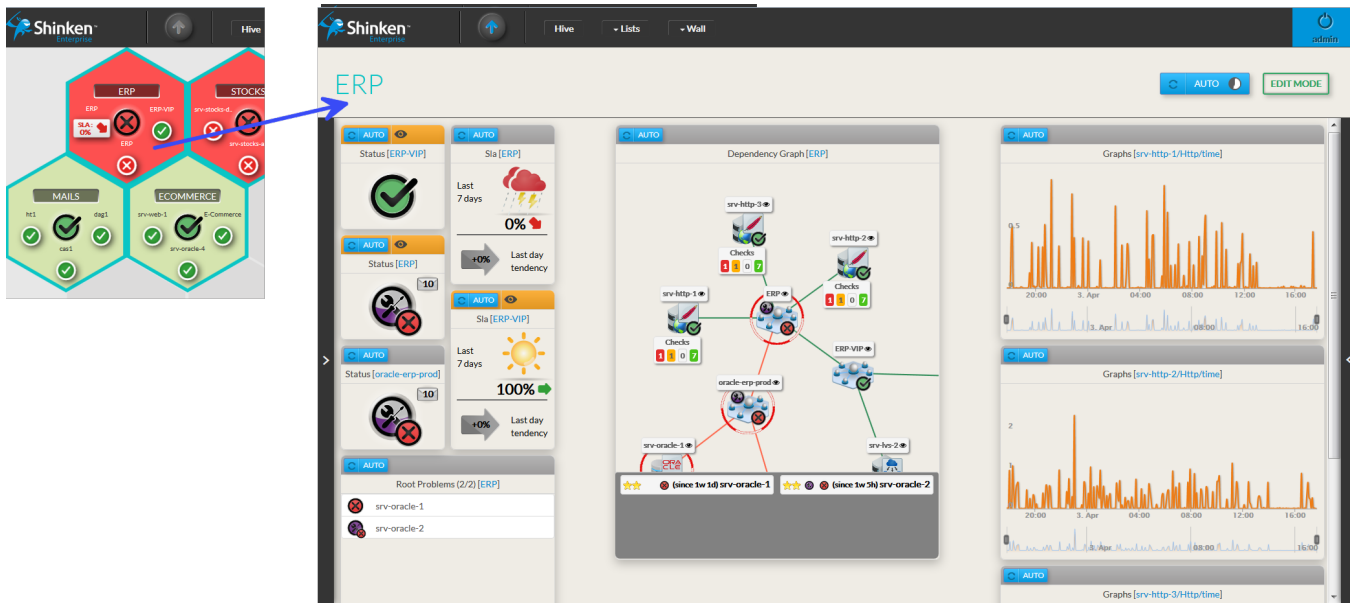 Shinken™
Enterprise
Hive
ERP
STOCKS
ERP
ERP-VIP
srv-stocks-d..
SLA:
0%
ERP
srv-stocks-a
MAILS
ECOMMERCE
ht1
dag1
srv-web-1
E-Commerce
cas1
srv-oracle-4
Shinken™
Enterprise
Hive
Lists
Wall
admin
ERP
AUTO
EDIT MODE
AUTO
Status [ERP-VIP]
AUTO
Status [ERP]
10
AUTO
Status [oracle-erp-prod]
10
AUTO
Sla [ERP]
Last
7 days
0%
+0%
Last day
tendency
AUTO
Sla [ERP-VIP]
Last
7 days
100%
+0%
Last day
tendency
AUTO
Root Problems (2/2) [ERP]
srv-oracle-1
srv-oracle-2
AUTO
Dependency Graph [ERP]
srv-http-3
Checks
1 1 0 7
srv-http-2
Checks
1 1 0 7
srv-http-1
Checks
1 1 0 7
ERP
ERP-VIP
oracle-erp-prod
srv-oracle-1
ORA
CLE
srv-lvs-2
(since 1w 1d) srv-oracle-1
(since 1w 5h) srv-oracle-2
AUTO
Graphs [srv-http-1/Http/time]
0.5
0
20:00 3. Apr 04:00 08:00 12:00 16:00
3. Apr 08:00 16:00
AUTO
Graphs [srv-http-2/Http/time]
2
1
20:00 3. Apr 04:00 08:00 12:00 16:00
3. Apr 08:00 16:00
AUTO
Graphs [srv-http-3/Http/time]